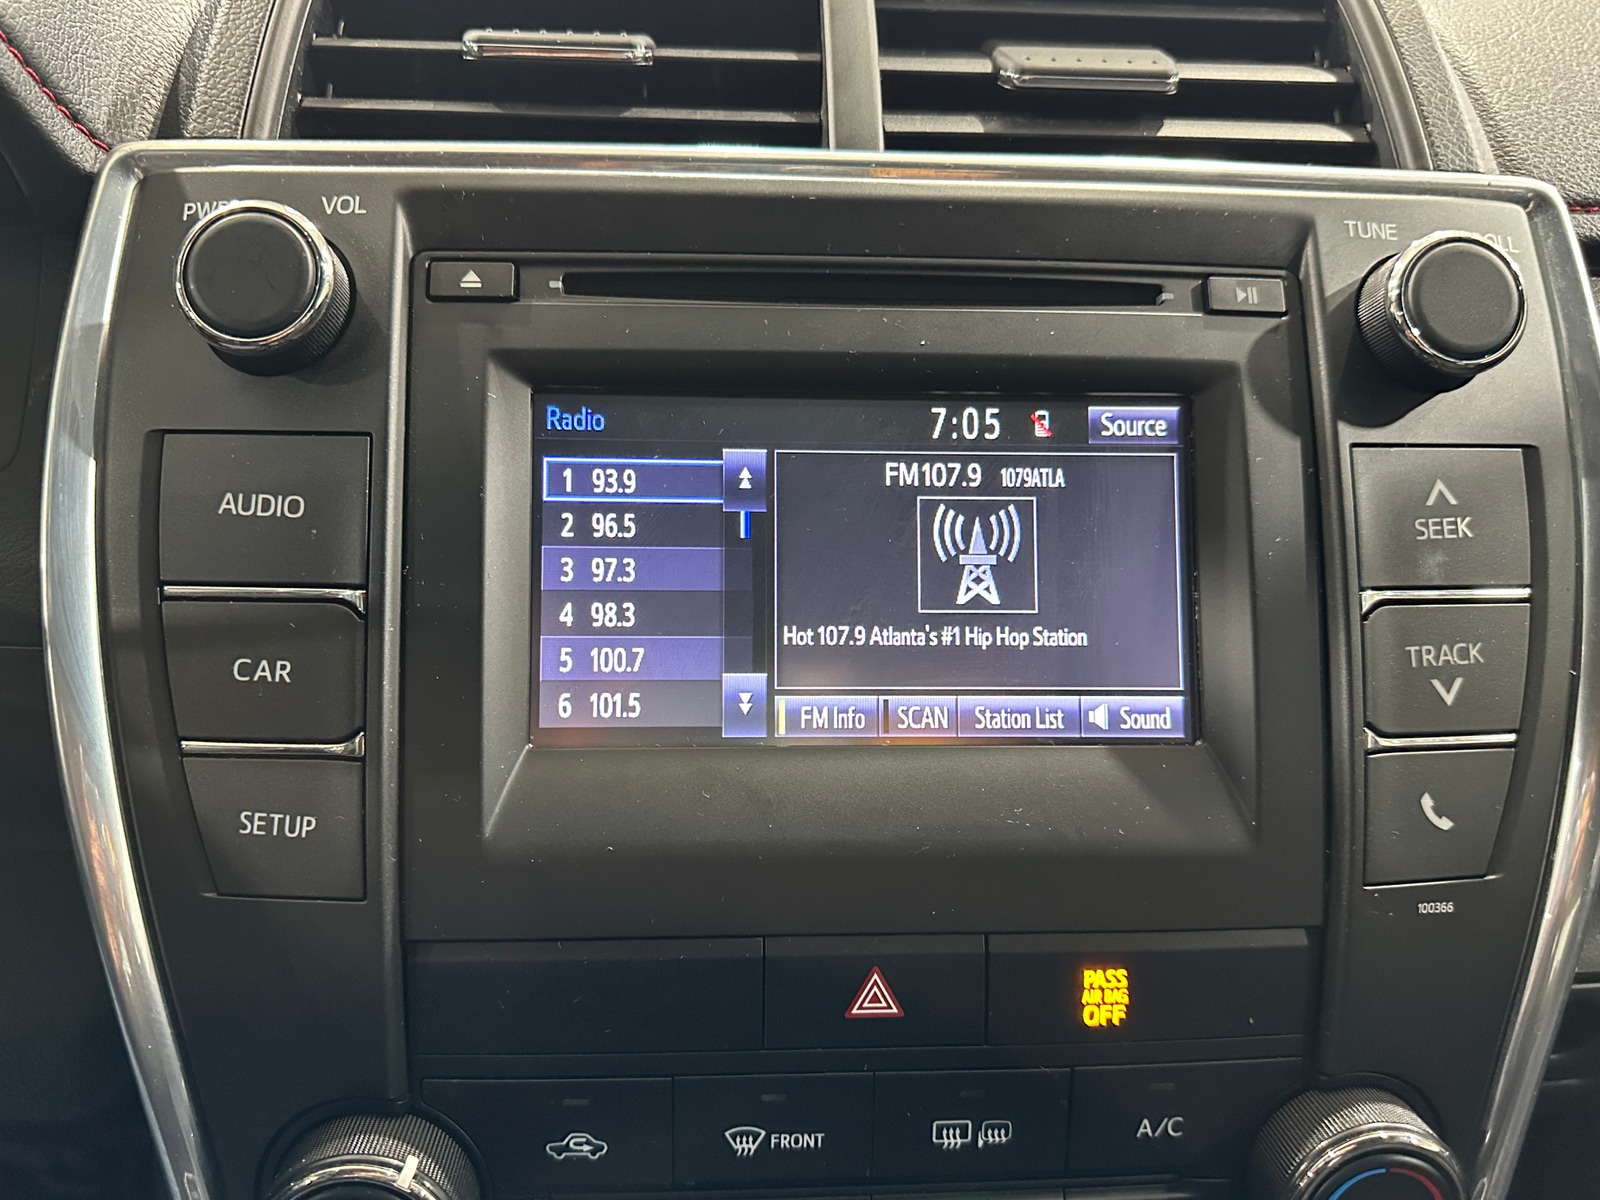 VOL
TUNE
Radio
7:05
Source
1 93.9
2 96.5
3 97.3
4 98.3
5 100.7
6 101.5
FM107.9 1079ATLA
Hot 107.9 Atlanta's #1 Hip Hop Station
FM Info
SCAN
Station List
Sound
AUDIO
CAR
SETUP
SEEK
TRACK
100366
PASS
AIR BAG
OFF
FRONT
A/C